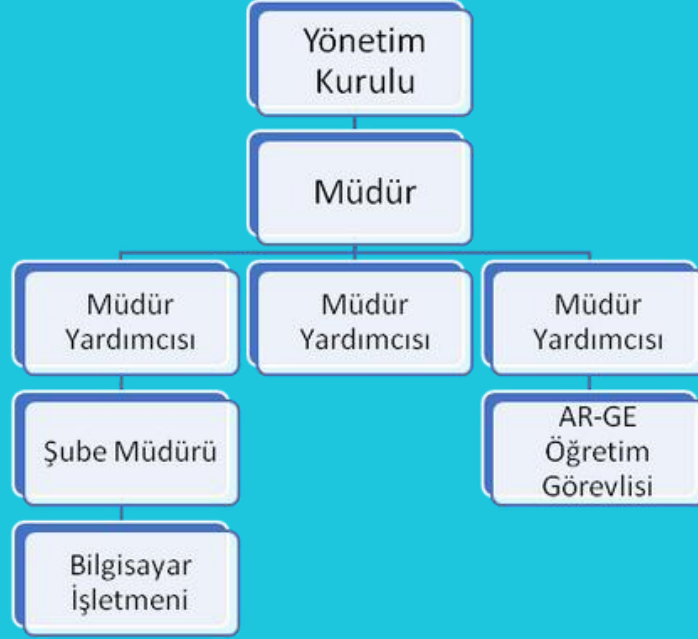 Yönetim
Kurulu
Müdür
Müdür
Yardımcısı
Müdür
Yardımcısı
Müdür
Yardımcısı
Şube Müdürü
AR-GE
Öğretim
Görevlisi
Bilgisayar
İşletmeni